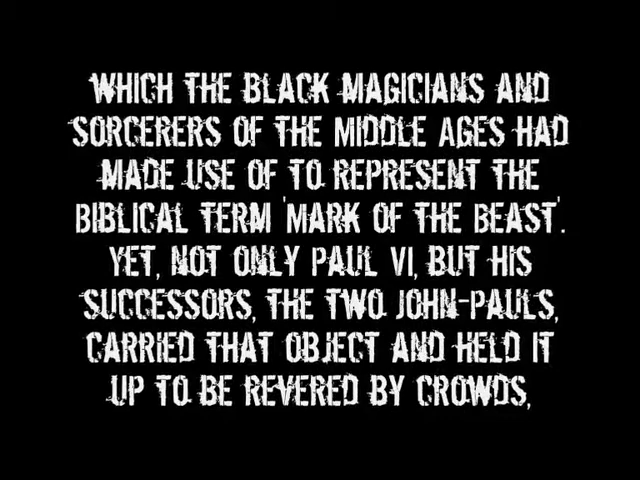 WHICH THE BLACK MAGICIANS AND
SORCERERS OF THE MIDDLE AGES HAD
MADE USE OF TO REPRESENT THE
BIBLICAL TERM 'MARK OF THE BEAST'.
YET, NOT ONLY PAUL VI, BUT HIS
SUCCESSORS, THE TWO JOHN-PAULS,
CARRIED THAT OBJECT AND HELD IT
UP TO BE REVERED BY CROWDS,